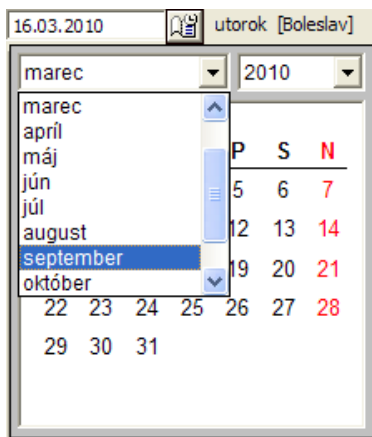 16.03.2010 utorok [Boleslav]
marec 2010
marec
apríl
máj
jún
júl
august
september
október
P S N
5 6 7
12 13 14
19 20 21
22 23 24 25 26 27 28
29 30 31